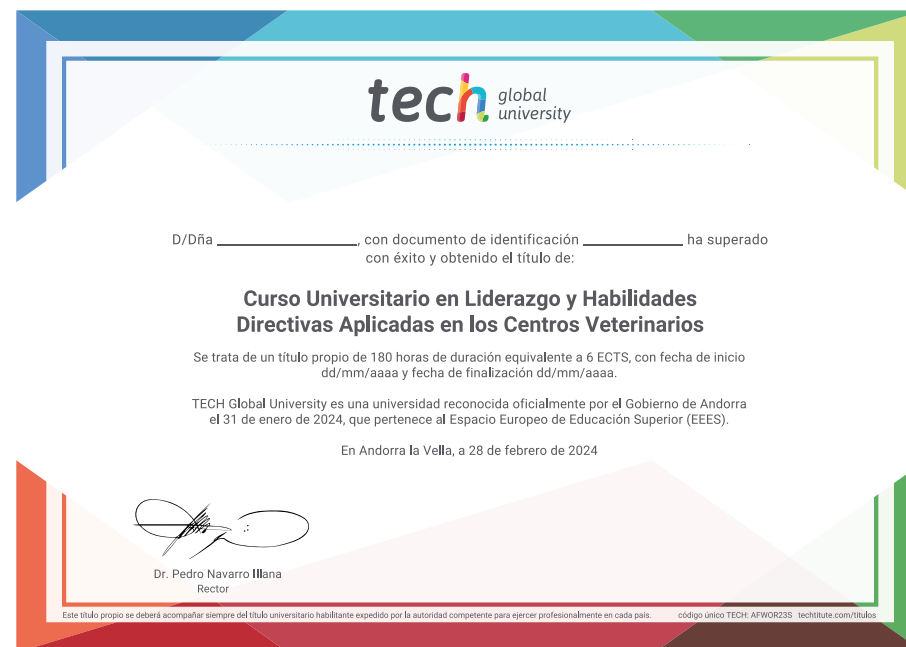 tech global
university
D/Dña ____________________, con documento de identificación ______________ ha superado
con éxito y obtenido el título de:
Curso Universitario en Liderazgo y Habilidades
Directivas Aplicadas en los Centros Veterinarios
Se trata de un título propio de 180 horas de duración equivalente a 6 ECTS, con fecha de inicio
dd/mm/aaaa y fecha de finalización dd/mm/aaaa.
TECH Global University es una universidad reconocida oficialmente por el Gobierno de Andorra
el 31 de enero de 2024, que pertenece al Espacio Europeo de Educación Superior (EEES).
En Andorra la Vella, a 28 de febrero de 2024
Dr. Pedro Navarro Illana
Rector
Este título propio se deberá acompañar siempre del título universitario habilitante expedido por la autoridad competente para ejercer profesionalmente en cada país. código único TECH: AFWOR23S techtitute.com/titulos